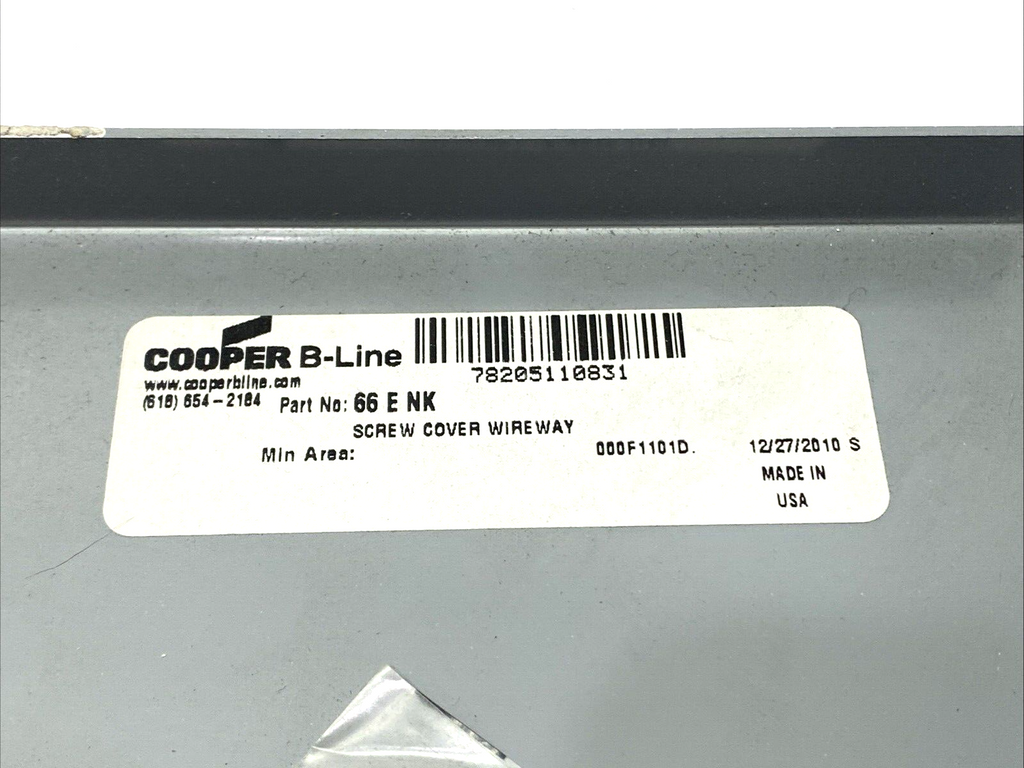 COOPER B-Line
78205110831
www.cooperbline.com
(618) 654-2184 Part No: 66 E NK
SCREW COVER WIREWAY
Min Area: 000F1101D. 12/27/2010 S
MADE IN
USA